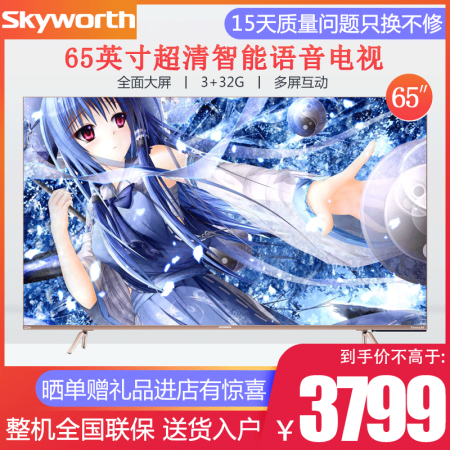 Skyworth
15天质量问题只换不修
65英寸超清智能语音电视
全面大屏 | 3+32G | 多屏互动
65"
SKYWORTH
到手价不高于:
晒单赠礼品进店有惊喜
¥3799
整机全国联保 送货入户